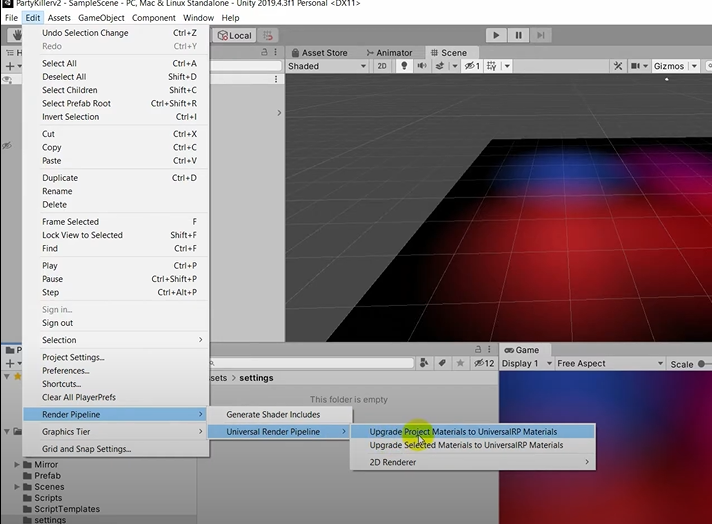 PartyKillerv2 - SampleScene - PC, Mac & Linux Standalone - Unity 2019.4.3f1 Personal <DX11>
File Edit Assets GameObject Component Window Help
Undo Selection Change Ctrl+Z
Redo Ctrl+Y
Select All Ctrl+A
Deselect All Shift+D
Select Children Shift+C
Select Prefab Root Ctrl+Shift+R
Invert Selection Ctrl+I
Cut Ctrl+X
Copy Ctrl+C
Paste Ctrl+V
Duplicate Ctrl+D
Rename
Delete
Frame Selected F
Lock View to Selected Shift+F
Find Ctrl+F
Play Ctrl+P
Pause Ctrl+Shift+P
Step Ctrl+Alt+P
Sign in...
Sign out
Selection
Project Settings...
Preferences...
Shortcuts...
Clear All PlayerPrefs
Render Pipeline
Graphics Tier
Grid and Snap Settings...
Generate Shader Includes
Universal Render Pipeline
Upgrade Project Materials to UniversalRP Materials
Upgrade Selected Materials to UniversalRP Materials
2D Renderer
Local
Asset Store Animator Scene
Shaded 2D 1 Gizmos
12
sets > settings
This folder is empty
Game
Display 1 Free Aspect Scale
Mirror
Prefab
Scenes
Scripts
ScriptTemplates
settings